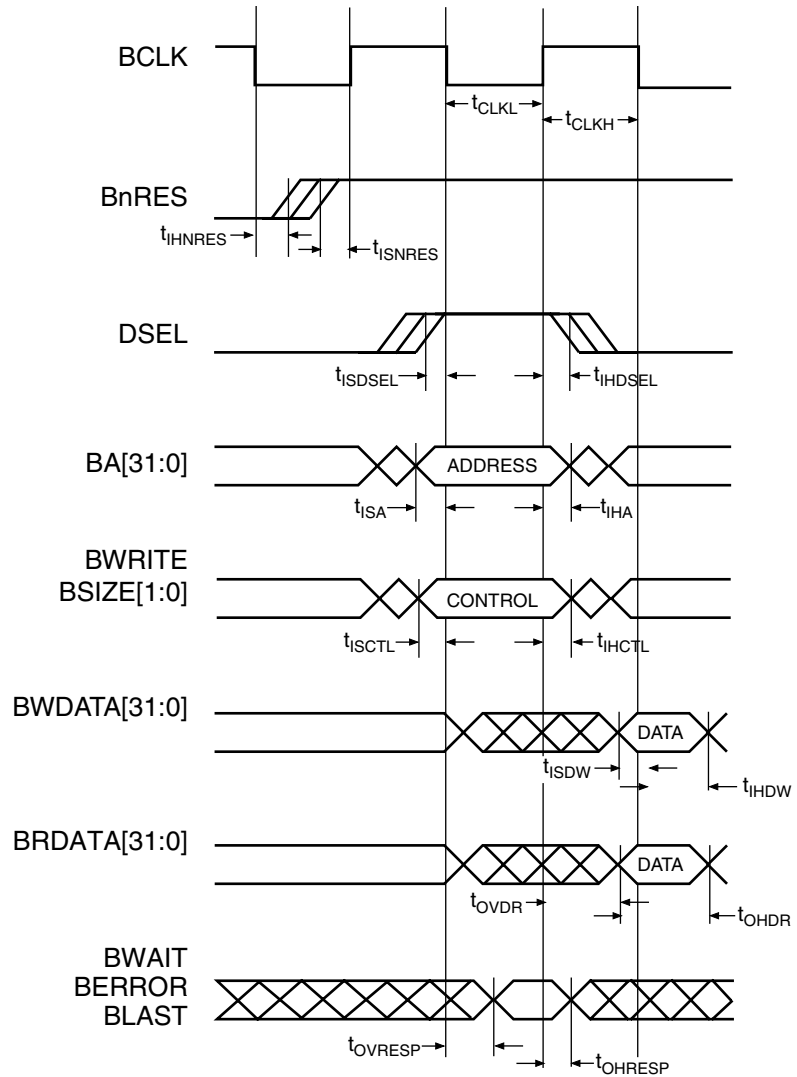 BCLK
tCLKL
tCLKH
BnRES
tIHNRES
tISNRES
DSEL
tISDSEL
tIHDSEL
BA[31:0]
ADDRESS
tISA
tIHA
BWRITE
BSIZE[1:0]
CONTROL
tISCTL
tIHCTL
BWDATA[31:0]
DATA
tISDW
tIHDW
BRDATA[31:0]
DATA
tOVDR
tOHDR
BWAIT
BERROR
BLAST
tOVRESP
tOHRESP